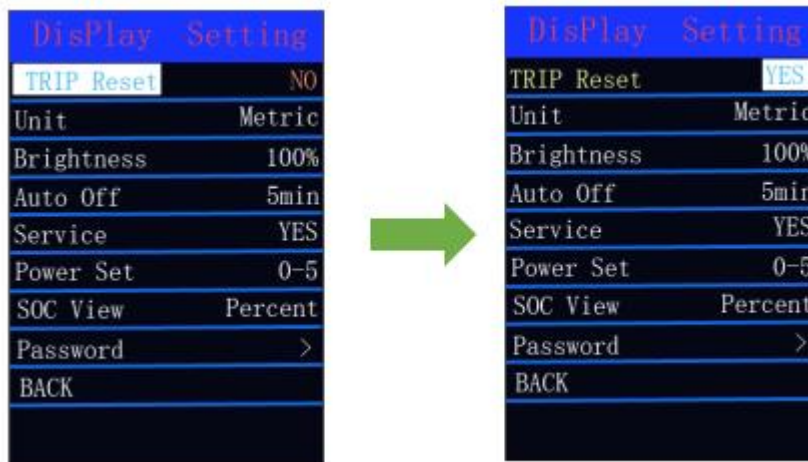 DisPlay Setting
TRIP Reset NO
Unit Metric
Brightness 100%
Auto Off 5min
Service YES
Power Set 0-5
SOC View Percent
Password >
BACK
DisPlay Setting
TRIP Reset YES
Unit Metric
Brightness 100%
Auto Off 5min
Service YES
Power Set 0-5
SOC View Percent
Password >
BACK